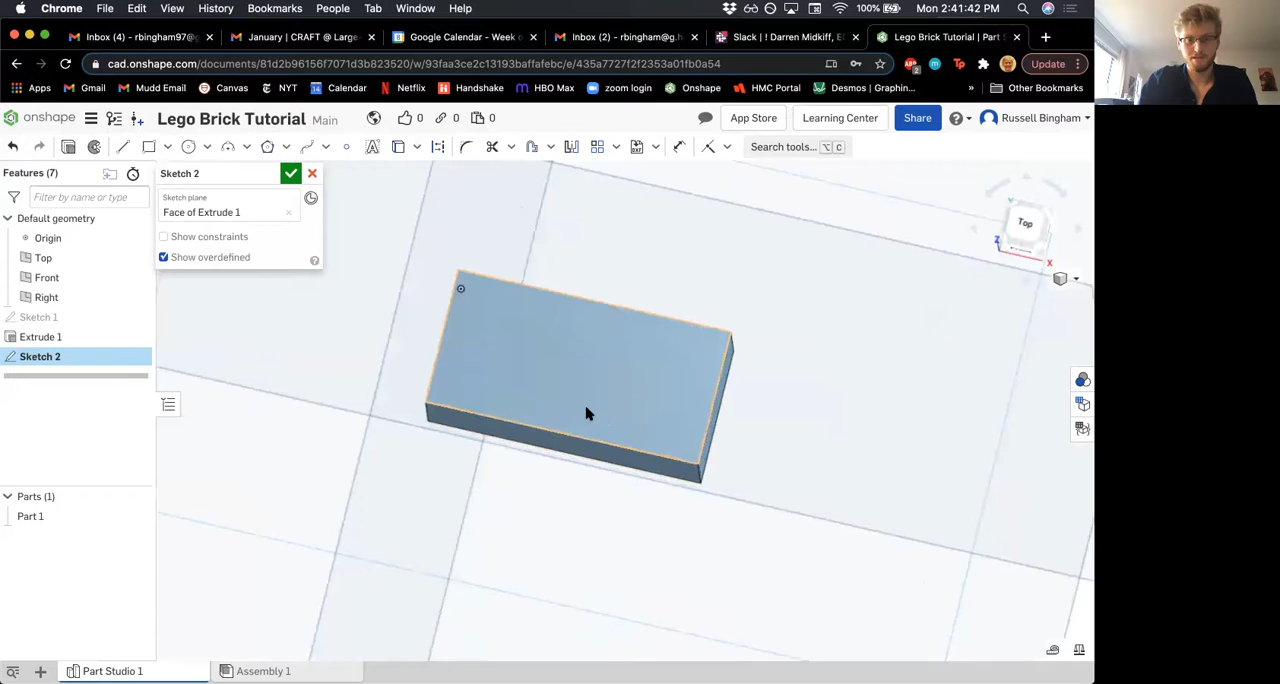 Chrome File Edit View History Bookmarks People Tab Window Help 100% Mon 2:41:42 PM
Inbox (4) - rbingham97@g × January | CRAFT @ Large × Google Calendar - Week o × Inbox (2) - rbingham@g.h × Slack | ! Darren Midkiff, E × Lego Brick Tutorial | Part S × +
cad.onshape.com/documents/81d2b96156f7071d3b823520/w/93faa3ce2c13193baffafebc/e/435a7727f2f2353a1fb0a54 Update
Apps Gmail Mudd Email Canvas NYT Calendar Netflix Handshake HBO Max zoom login Onshape HMC Portal Desmos | Graphin... » Other Bookmarks
onshape Lego Brick Tutorial Main 0 0 0 App Store Learning Center Share Russell Bingham
Search tools... ⌥ C
Features (7)
Filter by name or type
Default geometry
Origin
Top
Front
Right
Sketch 1
Extrude 1
Sketch 2
Sketch 2
Sketch plane
Face of Extrude 1
Show constraints
Show overdefined
Top
Y
Z
X
Parts (1)
Part 1
Part Studio 1 Assembly 1